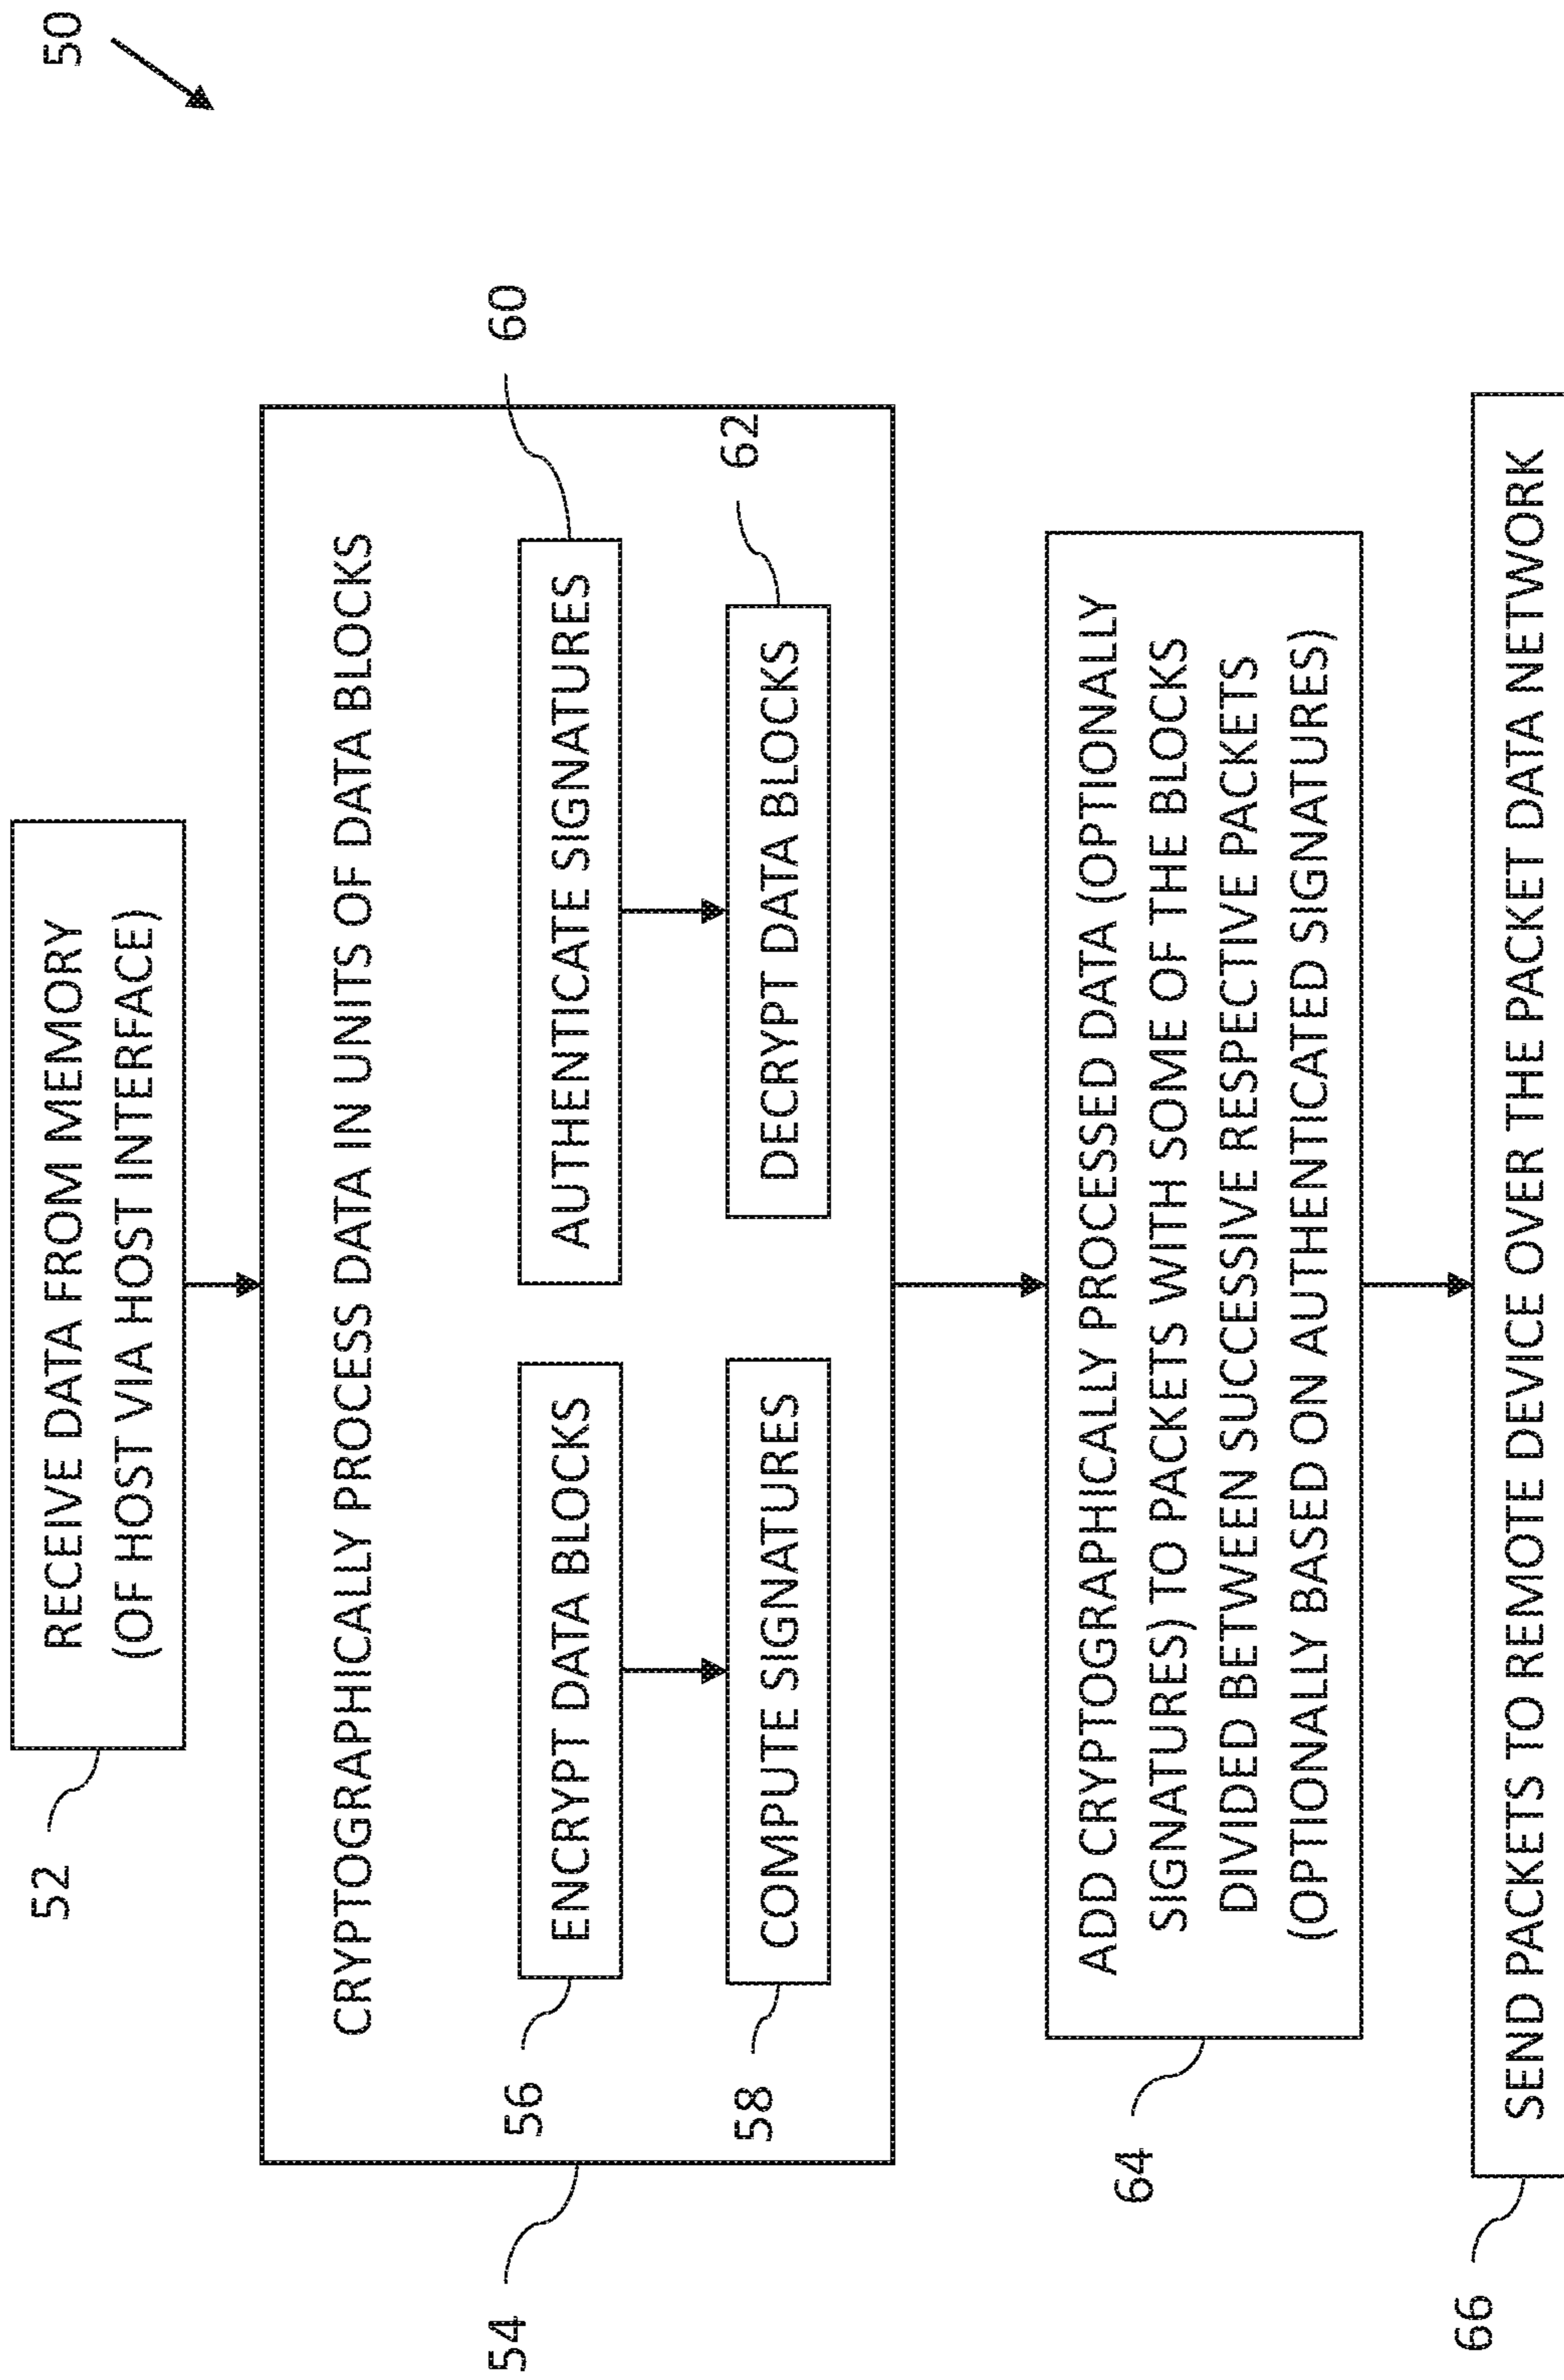 50
52
RECEIVE DATA FROM MEMORY
(OF HOST VIA HOST INTERFACE)
54
CRYPTOGRAPHICALLY PROCESS DATA IN UNITS OF DATA BLOCKS
56
ENCRYPT DATA BLOCKS
58
COMPUTE SIGNATURES
60
AUTHENTICATE SIGNATURES
62
DECRYPT DATA BLOCKS
64
ADD CRYPTOGRAPHICALLY PROCESSED DATA (OPTIONALLY
SIGNATURES) TO PACKETS WITH SOME OF THE BLOCKS
DIVIDED BETWEEN SUCCESSIVE RESPECTIVE PACKETS
(OPTIONALLY BASED ON AUTHENTICATED SIGNATURES)
66
SEND PACKETS TO REMOTE DEVICE OVER THE PACKET DATA NETWORK